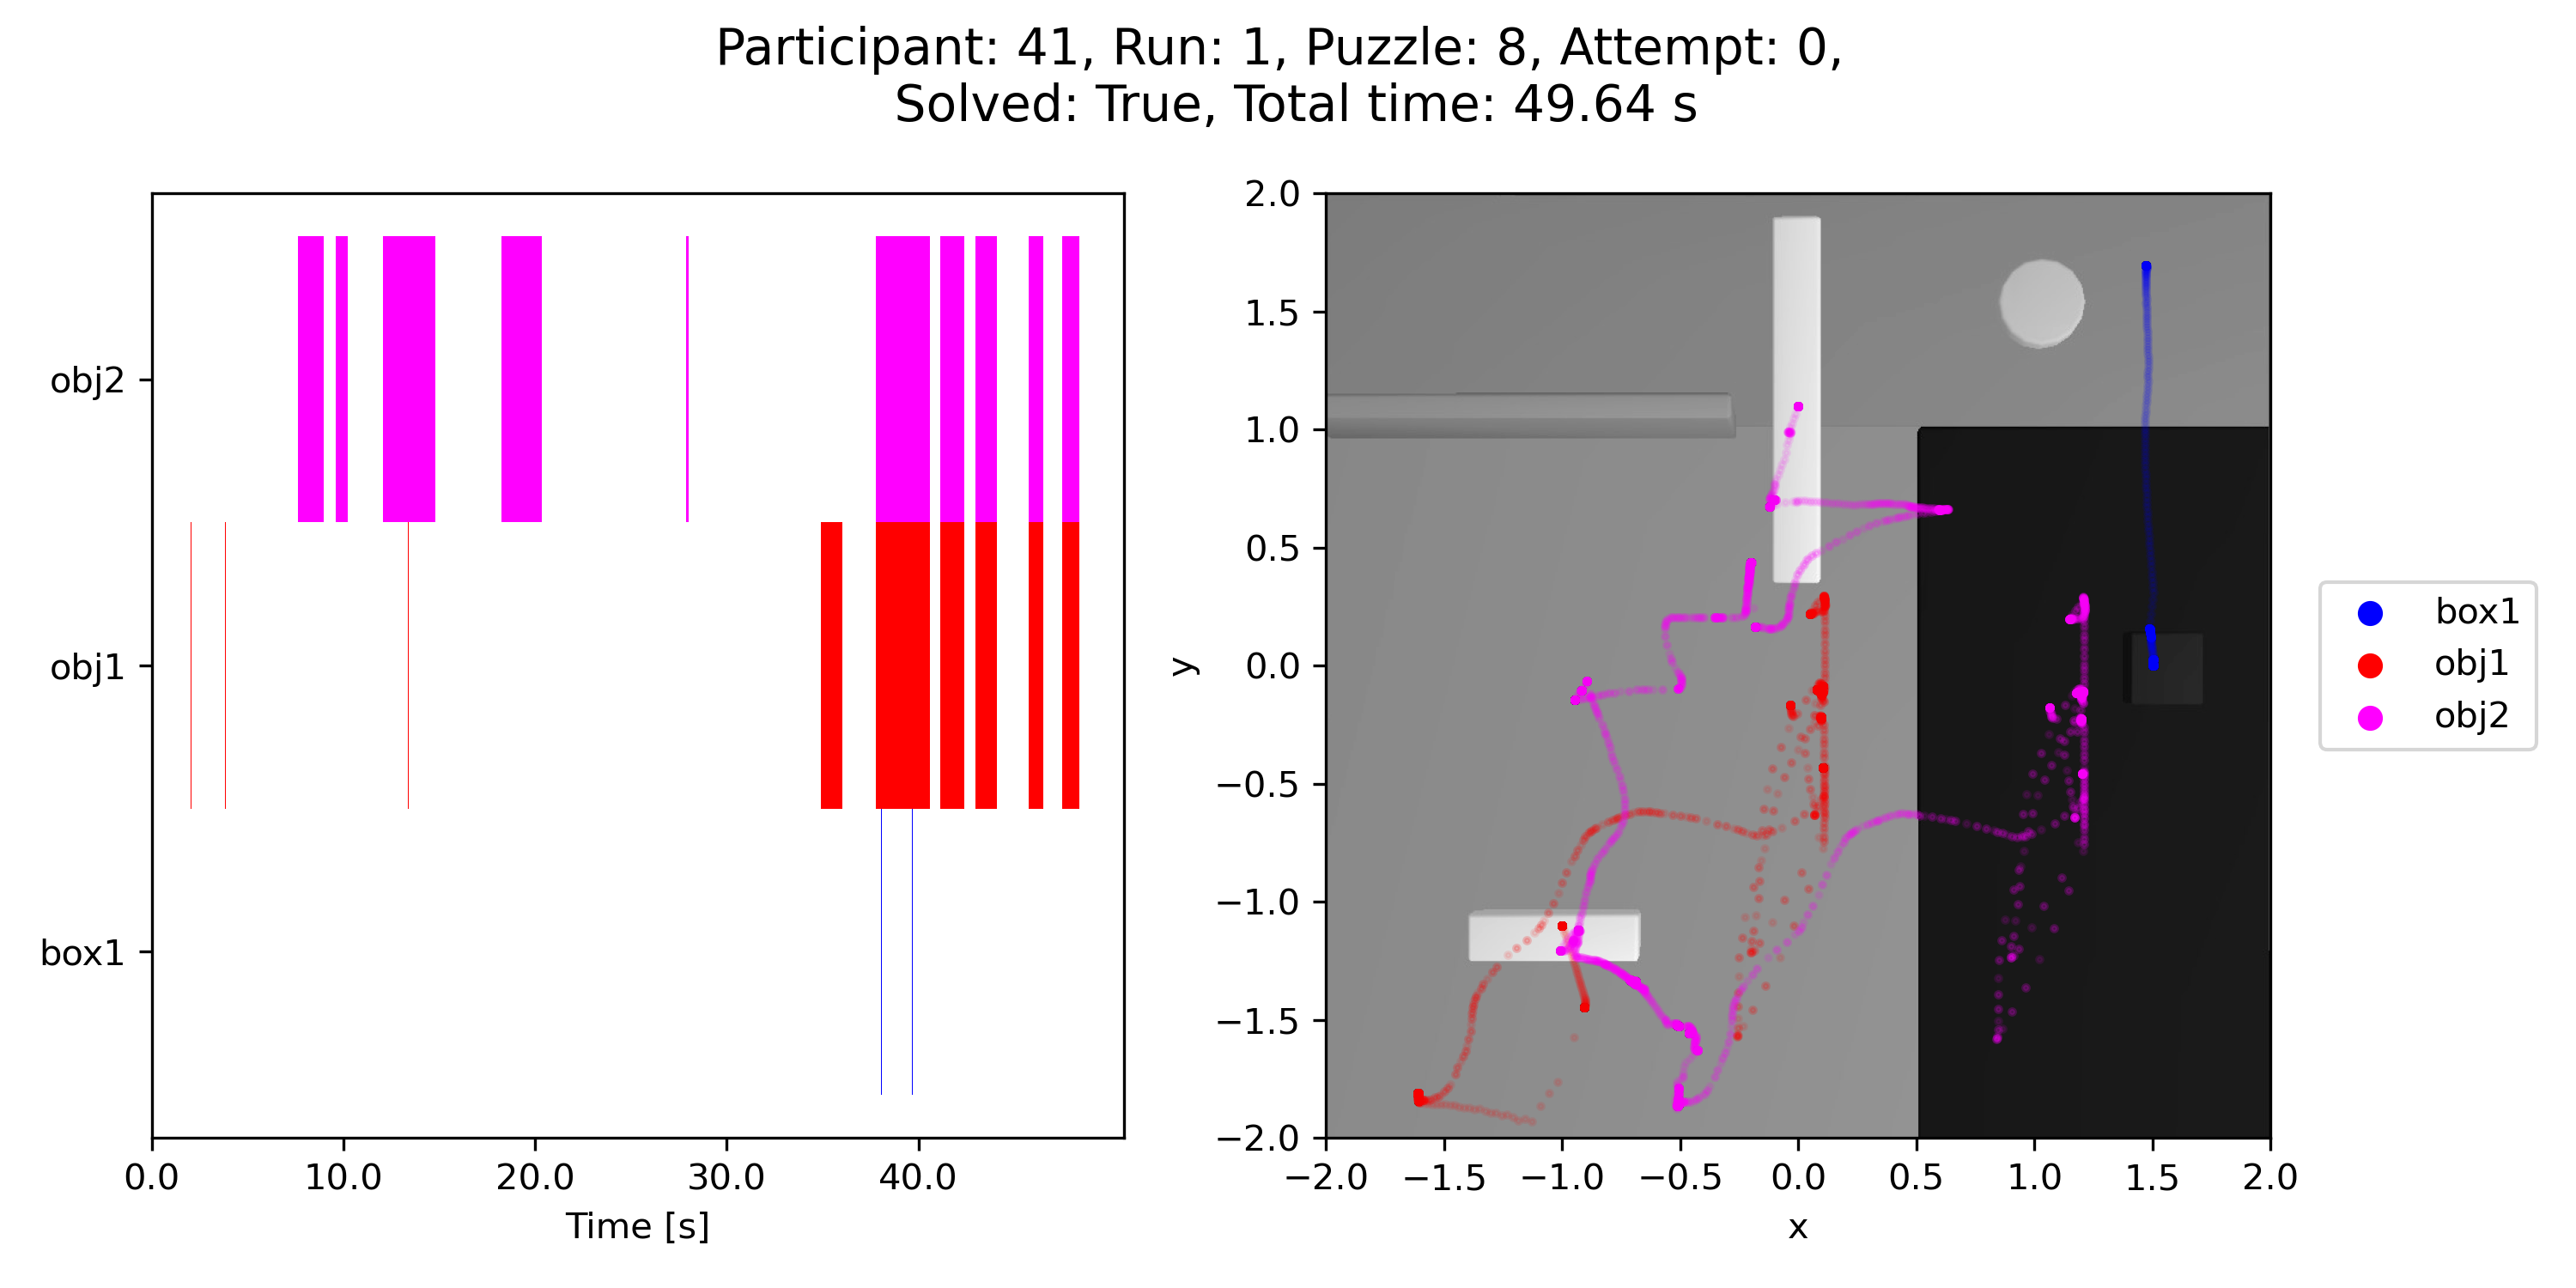 Participant: 41, Run: 1, Puzzle: 8, Attempt: 0,
Solved: True, Total time: 49.64 s
obj2
obj1
box1
0.0 10.0 20.0 30.0 40.0
Time [s]
2.0
1.5
1.0
0.5
0.0
−0.5
−1.0
−1.5
−2.0
y
−2.0 −1.5 −1.0 −0.5 0.0 0.5 1.0 1.5 2.0
x
box1
obj1
obj2